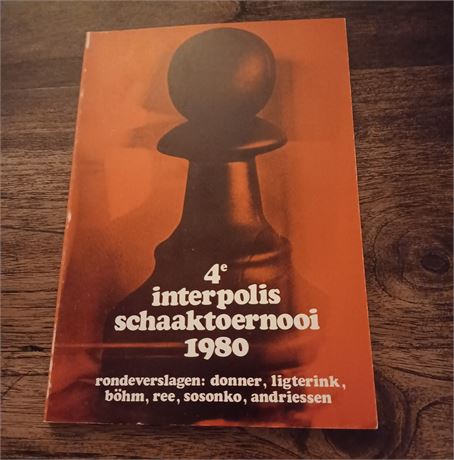 4e
interpolis
schaaktoernooi
1980
rondeverslagen: donner, ligterink,
böhm, ree, sosonko, andriessen